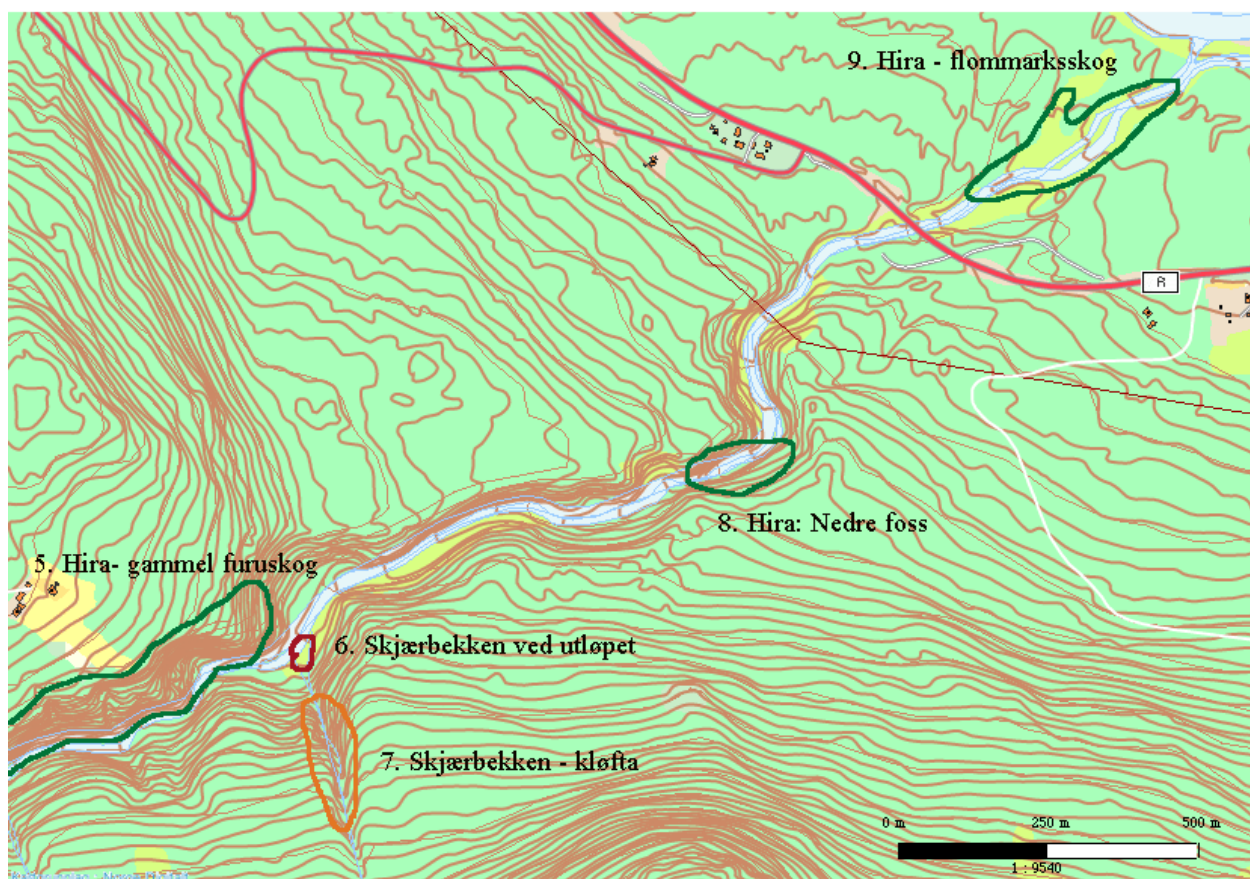 9. Hira - flommarksskog
R
8. Hira: Nedre foss
5. Hira- gammel furuskog
6. Skjærbekken ved utløpet
7. Skjærbekken - kløfta
0 m 250 m 500 m
1 : 9540